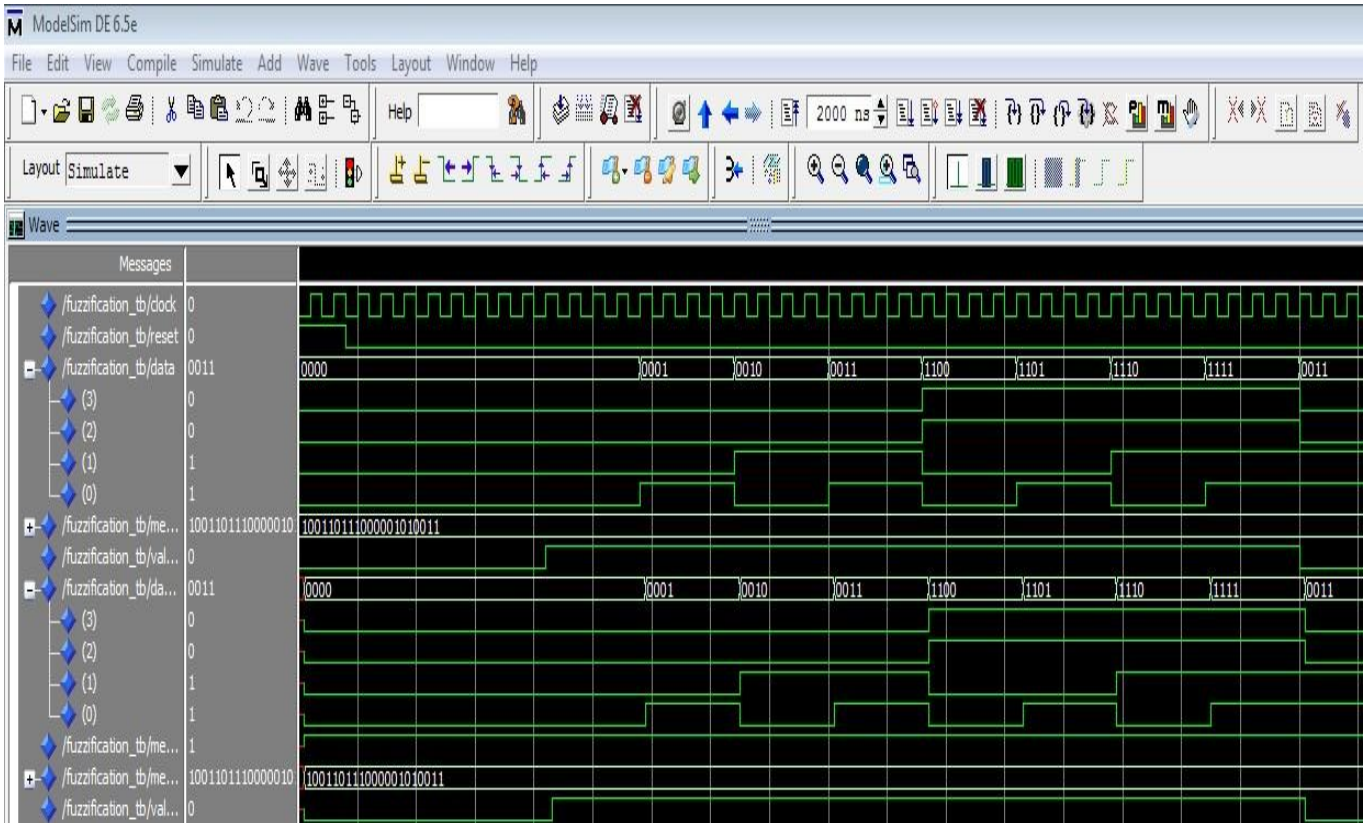 ModelSim DE 6.5e
File Edit View Compile Simulate Add Wave Tools Layout Window Help
Help 2000 ns
Layout Simulate
Wave
Messages
/fuzzification_tb/clock 0
/fuzzification_tb/reset 0
/fuzzification_tb/data 0011 0000 0001 0010 0011 1100 1101 1110 1111 0011
(3) 0
(2) 0
(1) 1
(0) 1
/fuzzification_tb/me... 1001101110000010 100110111000001010011
/fuzzification_tb/val... 0
/fuzzification_tb/da... 0011 0000 0001 0010 0011 1100 1101 1110 1111 0011
(3) 0
(2) 0
(1) 1
(0) 1
/fuzzification_tb/me... 1
/fuzzification_tb/me... 1001101110000010 100110111000001010011
/fuzzification_tb/val... 0